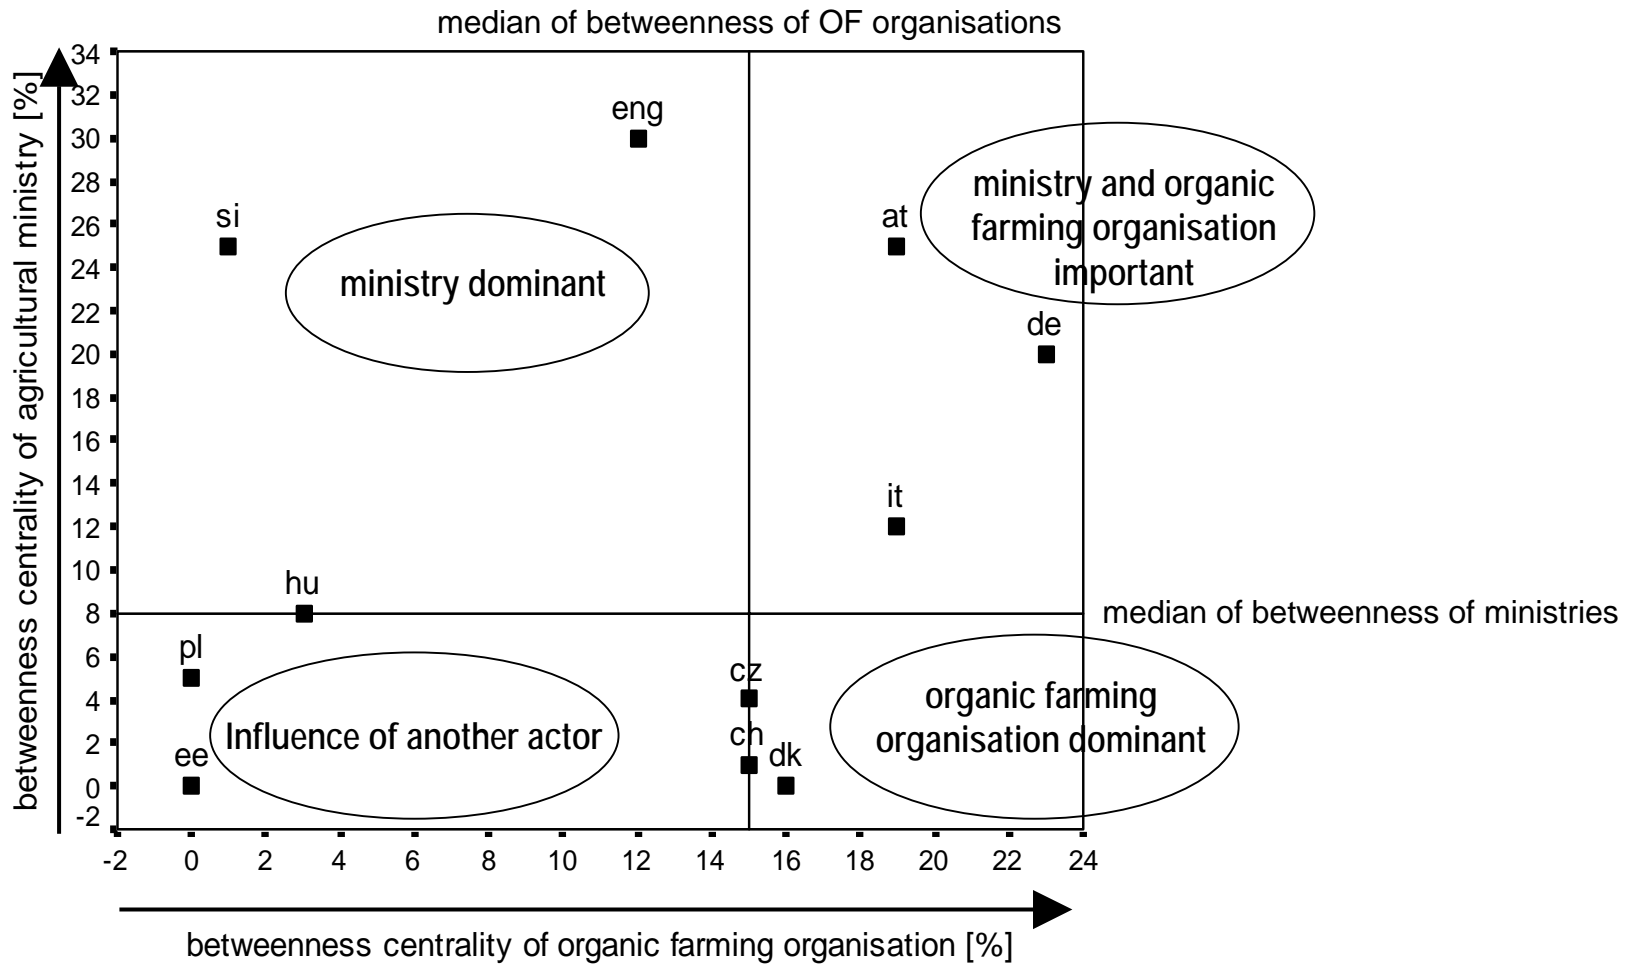 median of betweenness of OF organisations
betweenness centrality of agricultural ministry [%]
34
32
30
28
26
24
22
20
18
16
14
12
10
8
6
4
2
0
-2
eng
si
at
ministry and organic
farming organisation
important
ministry dominant
de
it
hu
median of betweenness of ministries
pl
cz
organic farming
organisation dominant
Influence of another actor
ch
ee
dk
-2 0 2 4 6 8 10 12 14 16 18 20 22 24
betweenness centrality of organic farming organisation [%]